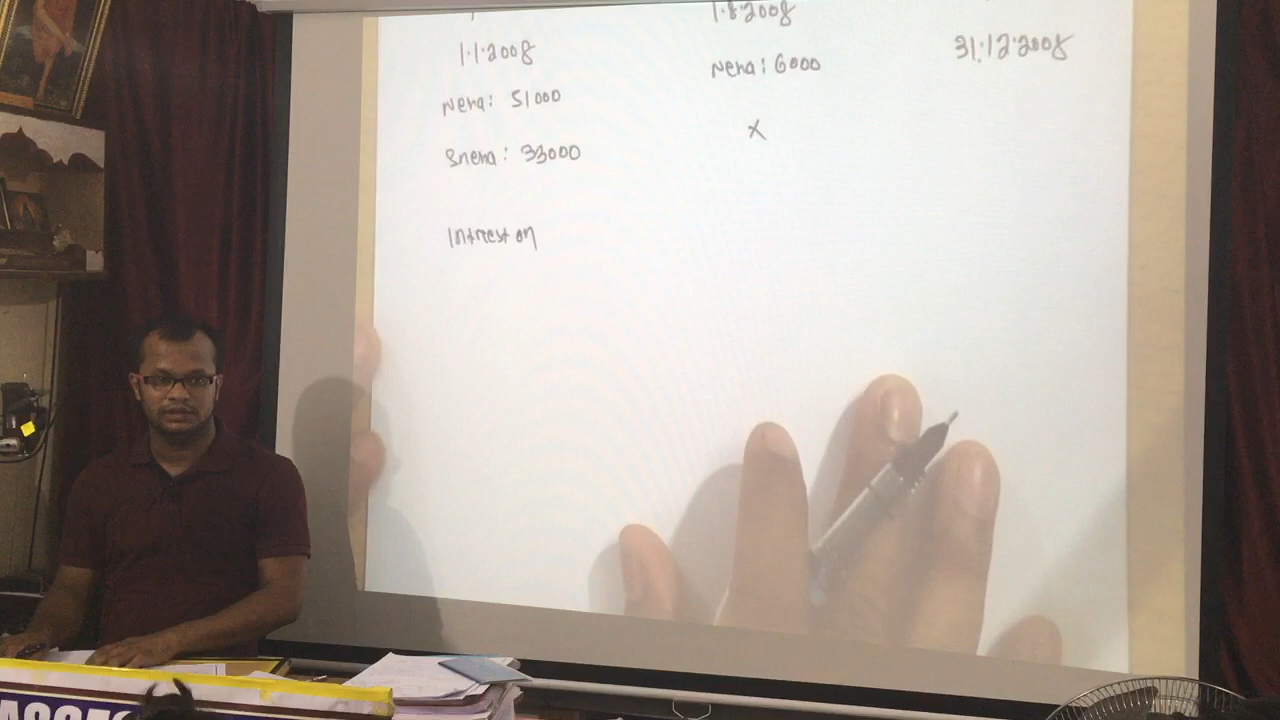 1.8.2008
1.1.2008
31.12.2008
Neha: 6000
Neha: 51000
X
Sneha: 33000
Intrest on